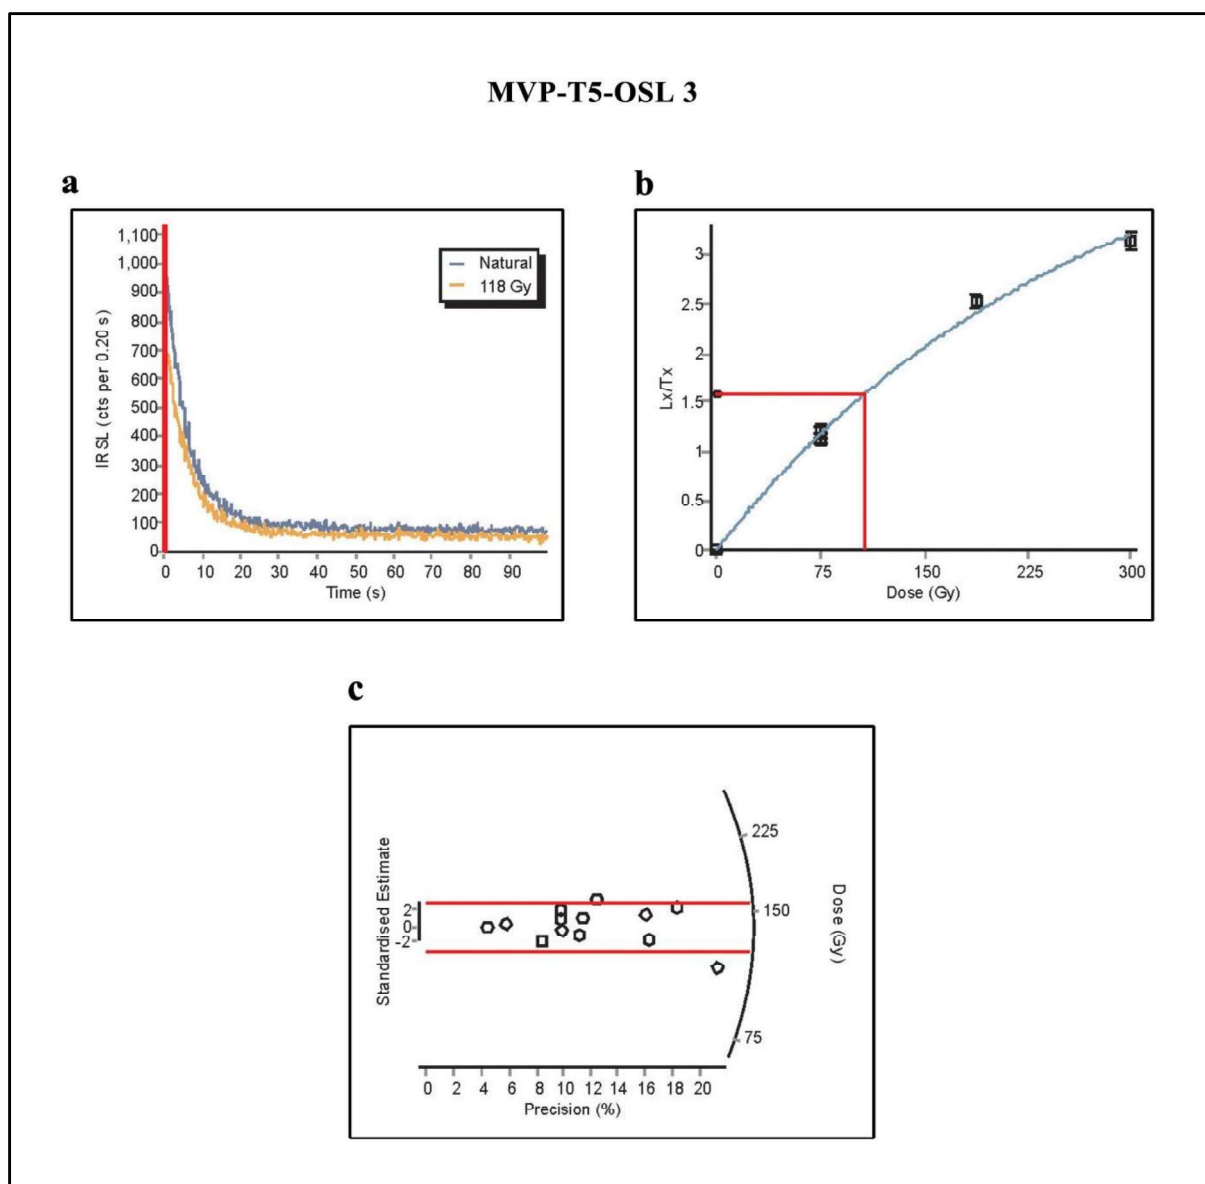 MVP-T5-OSL 3
a
1,100
1,000
900
800
700
600
500
400
300
200
100
0
IRSL (cts per 0.20 s)
Natural
118 Gy
0 10 20 30 40 50 60 70 80 90
Time (s)
b
3
2.5
2
1.5
1
0.5
0
Lx/Tx
0 75 150 225 300
Dose (Gy)
c
Standardised Estimate
2
0
-2
225
150
75
Dose (Gy)
0 2 4 6 8 10 12 14 16 18 20
Precision (%)